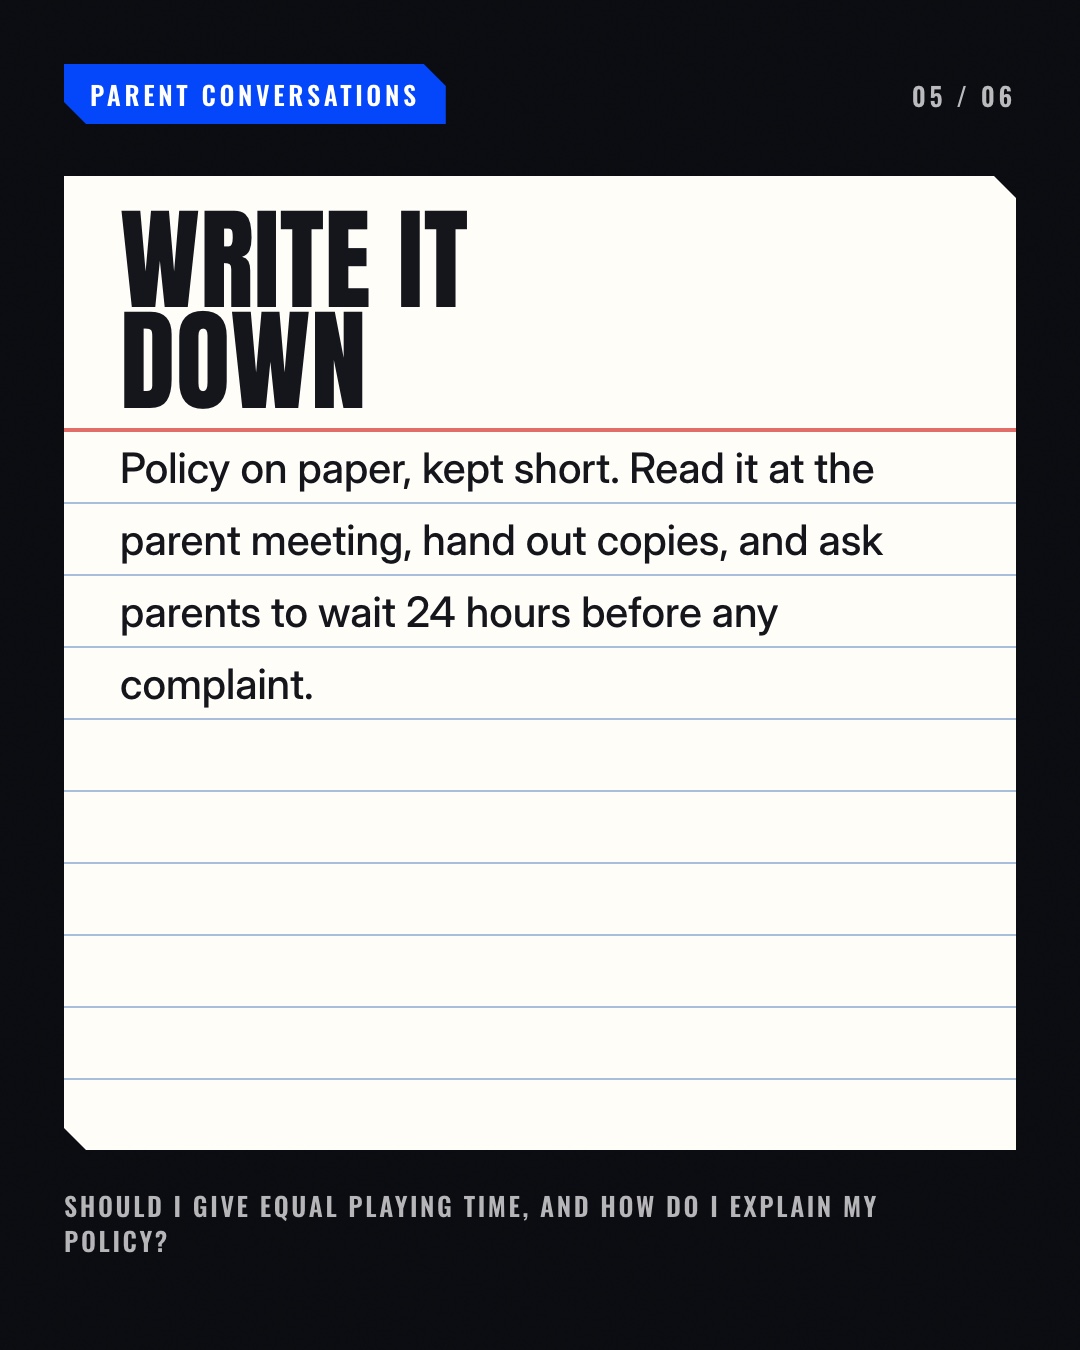 PARENT CONVERSATIONS
05 / 06
WRITE IT
DOWN
Policy on paper, kept short. Read it at the
parent meeting, hand out copies, and ask
parents to wait 24 hours before any
complaint.
SHOULD I GIVE EQUAL PLAYING TIME, AND HOW DO I EXPLAIN MY
POLICY?